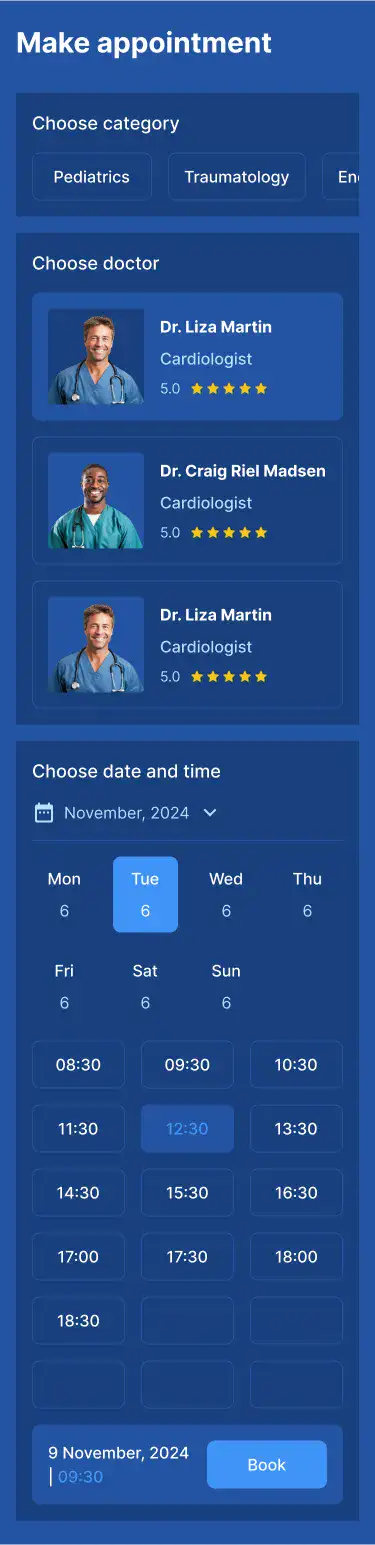 Make appointment
Choose category
Pediatrics Traumatology
Choose doctor
Dr. Liza Martin
Cardiologist
5.0
Dr. Craig Riel Madsen
Cardiologist
5.0
Dr. Liza Martin
Cardiologist
5.0
Choose date and time
November, 2024
Mon Tue Wed Thu
6 6 6 6
Fri Sat Sun
6 6 6
08:30 09:30 10:30
11:30 12:30 13:30
14:30 15:30 16:30
17:00 17:30 18:00
18:30
9 November, 2024
| 09:30
Book